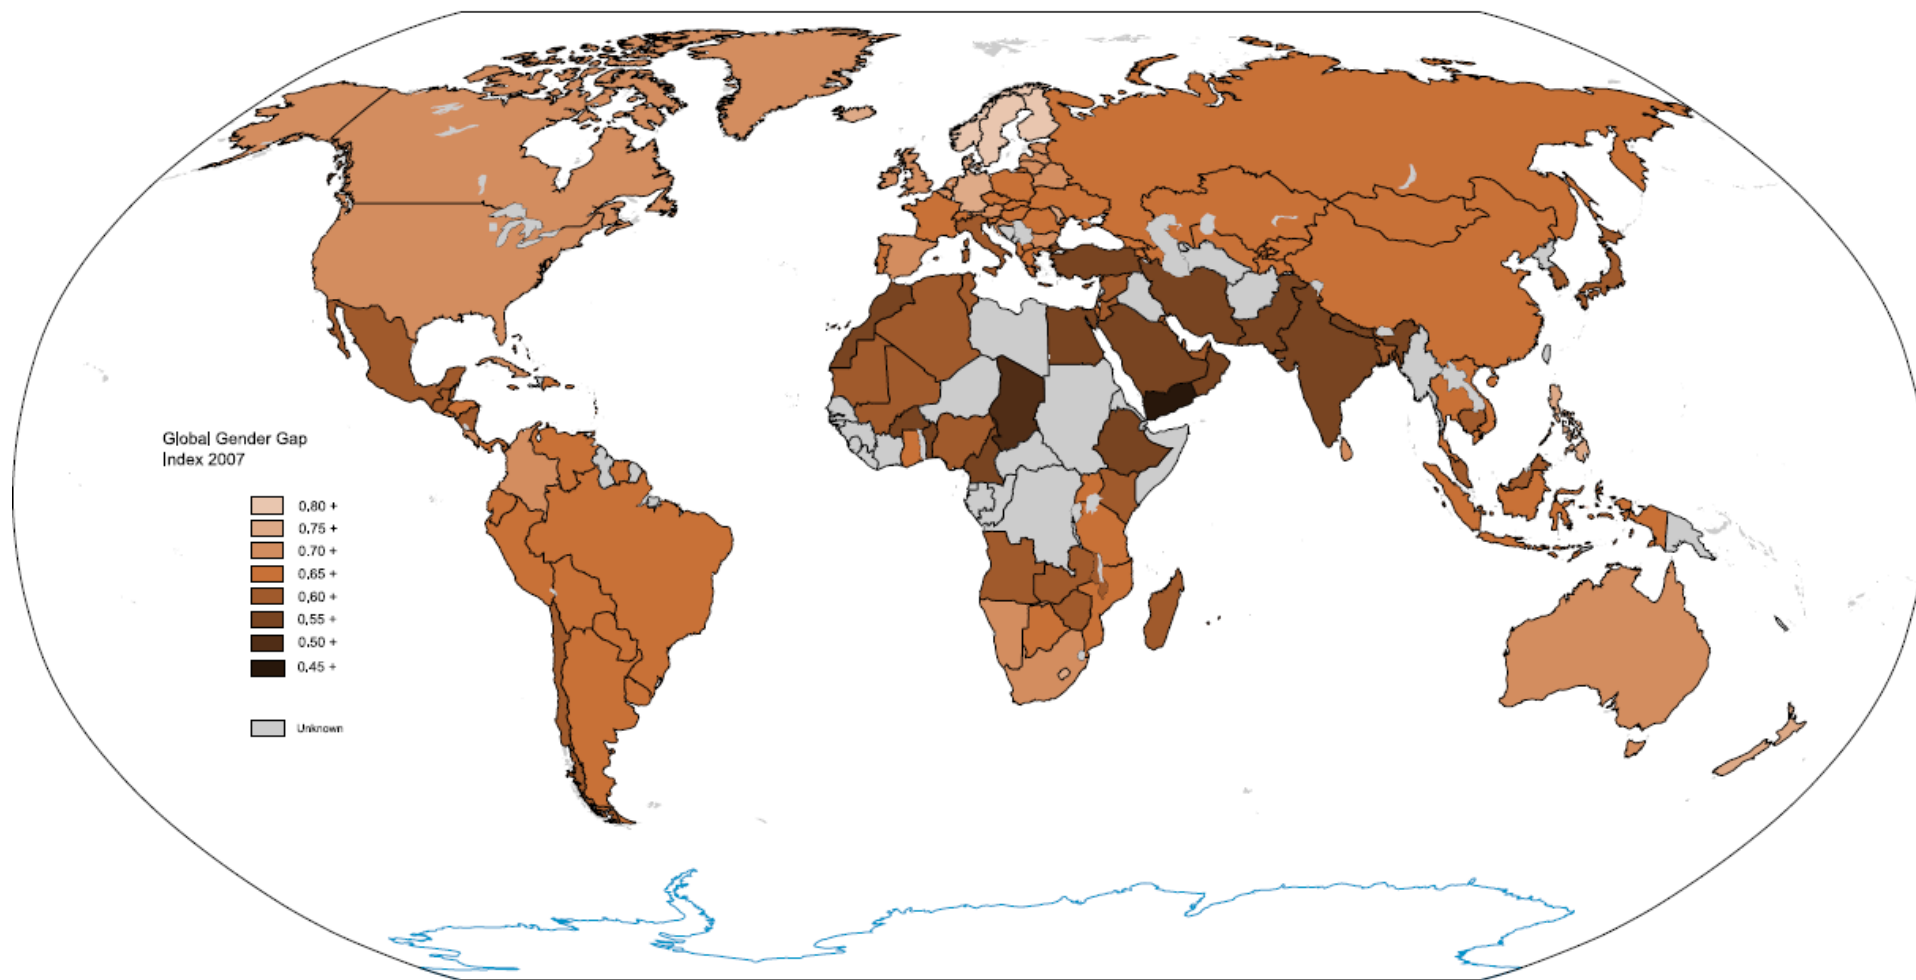 Global Gender Gap
Index 2007
0.80 +
0.75 +
0.70 +
0.65 +
0.60 +
0.55 +
0.50 +
0.45 +
Unknown